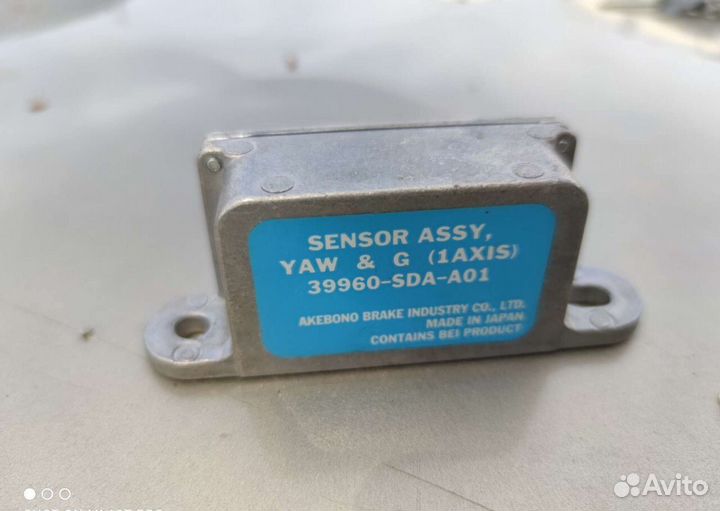 SENSOR ASSY,
YAW & G (1AXIS)
39960-SDA-A01
AKEBONO BRAKE INDUSTRY CO., LTD.
MADE IN JAPAN
CONTAINS BEI PRODUCT
Avito